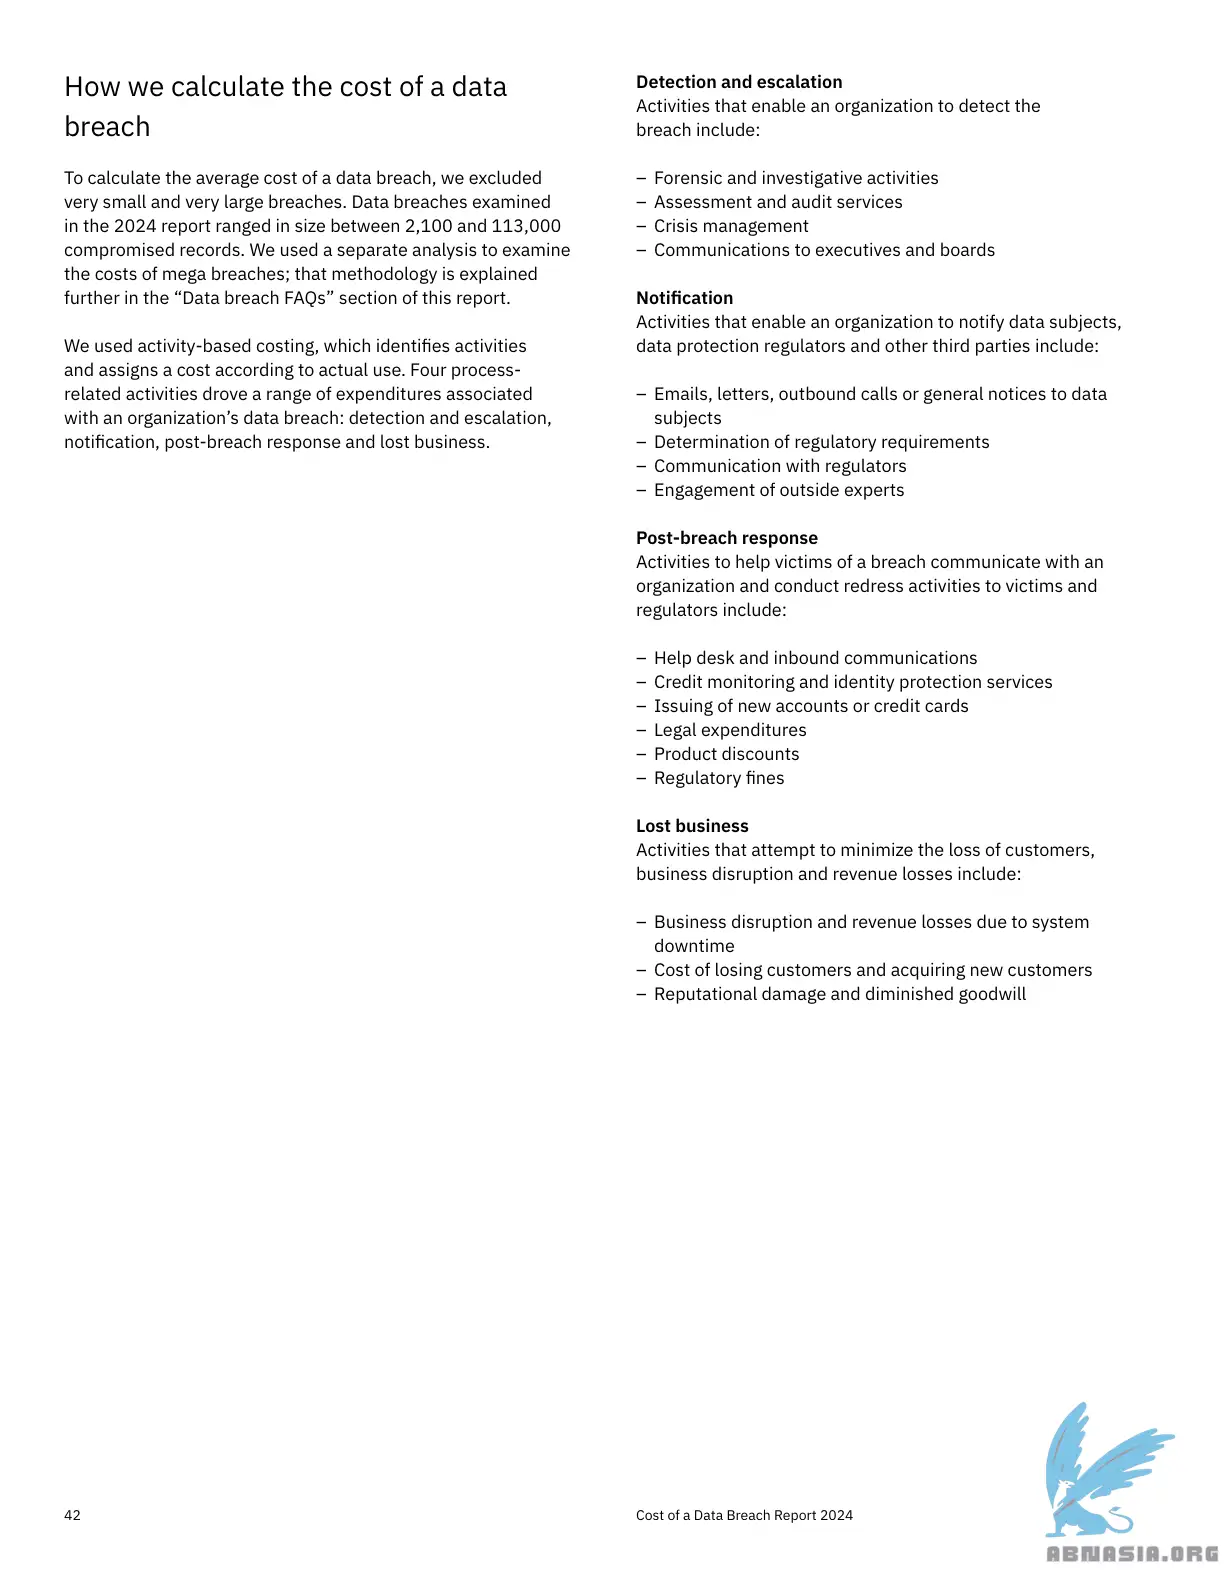 How we calculate the cost of a data
breach
To calculate the average cost of a data breach, we excluded
very small and very large breaches. Data breaches examined
in the 2024 report ranged in size between 2,100 and 113,000
compromised records. We used a separate analysis to examine
the costs of mega breaches; that methodology is explained
further in the “Data breach FAQs” section of this report.
We used activity-based costing, which identifies activities
and assigns a cost according to actual use. Four process-
related activities drove a range of expenditures associated
with an organization’s data breach: detection and escalation,
notification, post-breach response and lost business.
Detection and escalation
Activities that enable an organization to detect the
breach include:
– Forensic and investigative activities
– Assessment and audit services
– Crisis management
– Communications to executives and boards
Notification
Activities that enable an organization to notify data subjects,
data protection regulators and other third parties include:
– Emails, letters, outbound calls or general notices to data
subjects
– Determination of regulatory requirements
– Communication with regulators
– Engagement of outside experts
Post-breach response
Activities to help victims of a breach communicate with an
organization and conduct redress activities to victims and
regulators include:
– Help desk and inbound communications
– Credit monitoring and identity protection services
– Issuing of new accounts or credit cards
– Legal expenditures
– Product discounts
– Regulatory fines
Lost business
Activities that attempt to minimize the loss of customers,
business disruption and revenue losses include:
– Business disruption and revenue losses due to system
downtime
– Cost of losing customers and acquiring new customers
– Reputational damage and diminished goodwill
42
Cost of a Data Breach Report 2024
ABNASIA.ORG